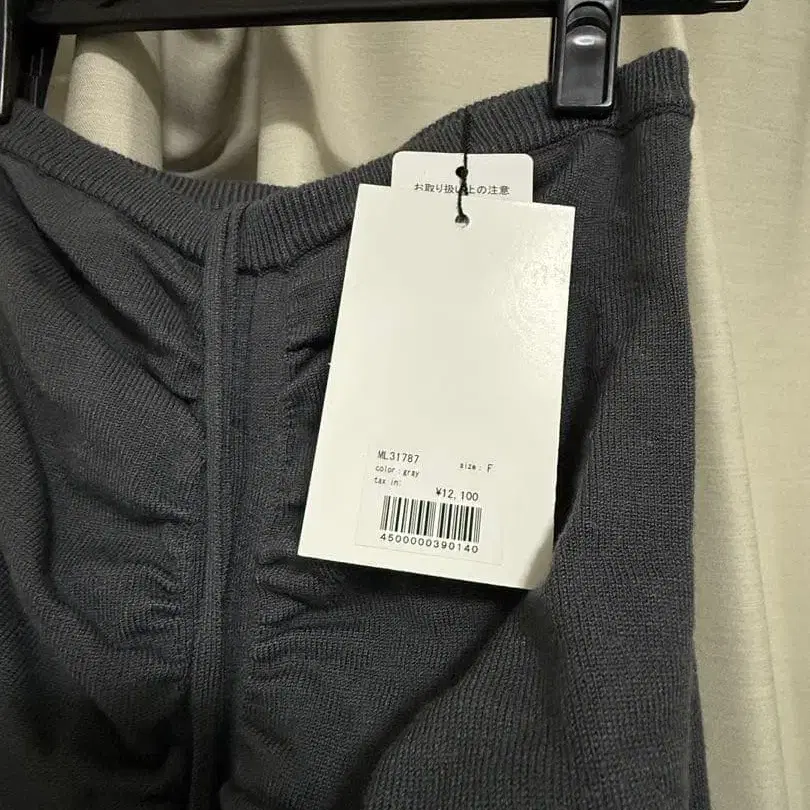 お取り扱い上の注意
ML31787
size : F
color : gray
tax in:
¥12,100
4500000390140